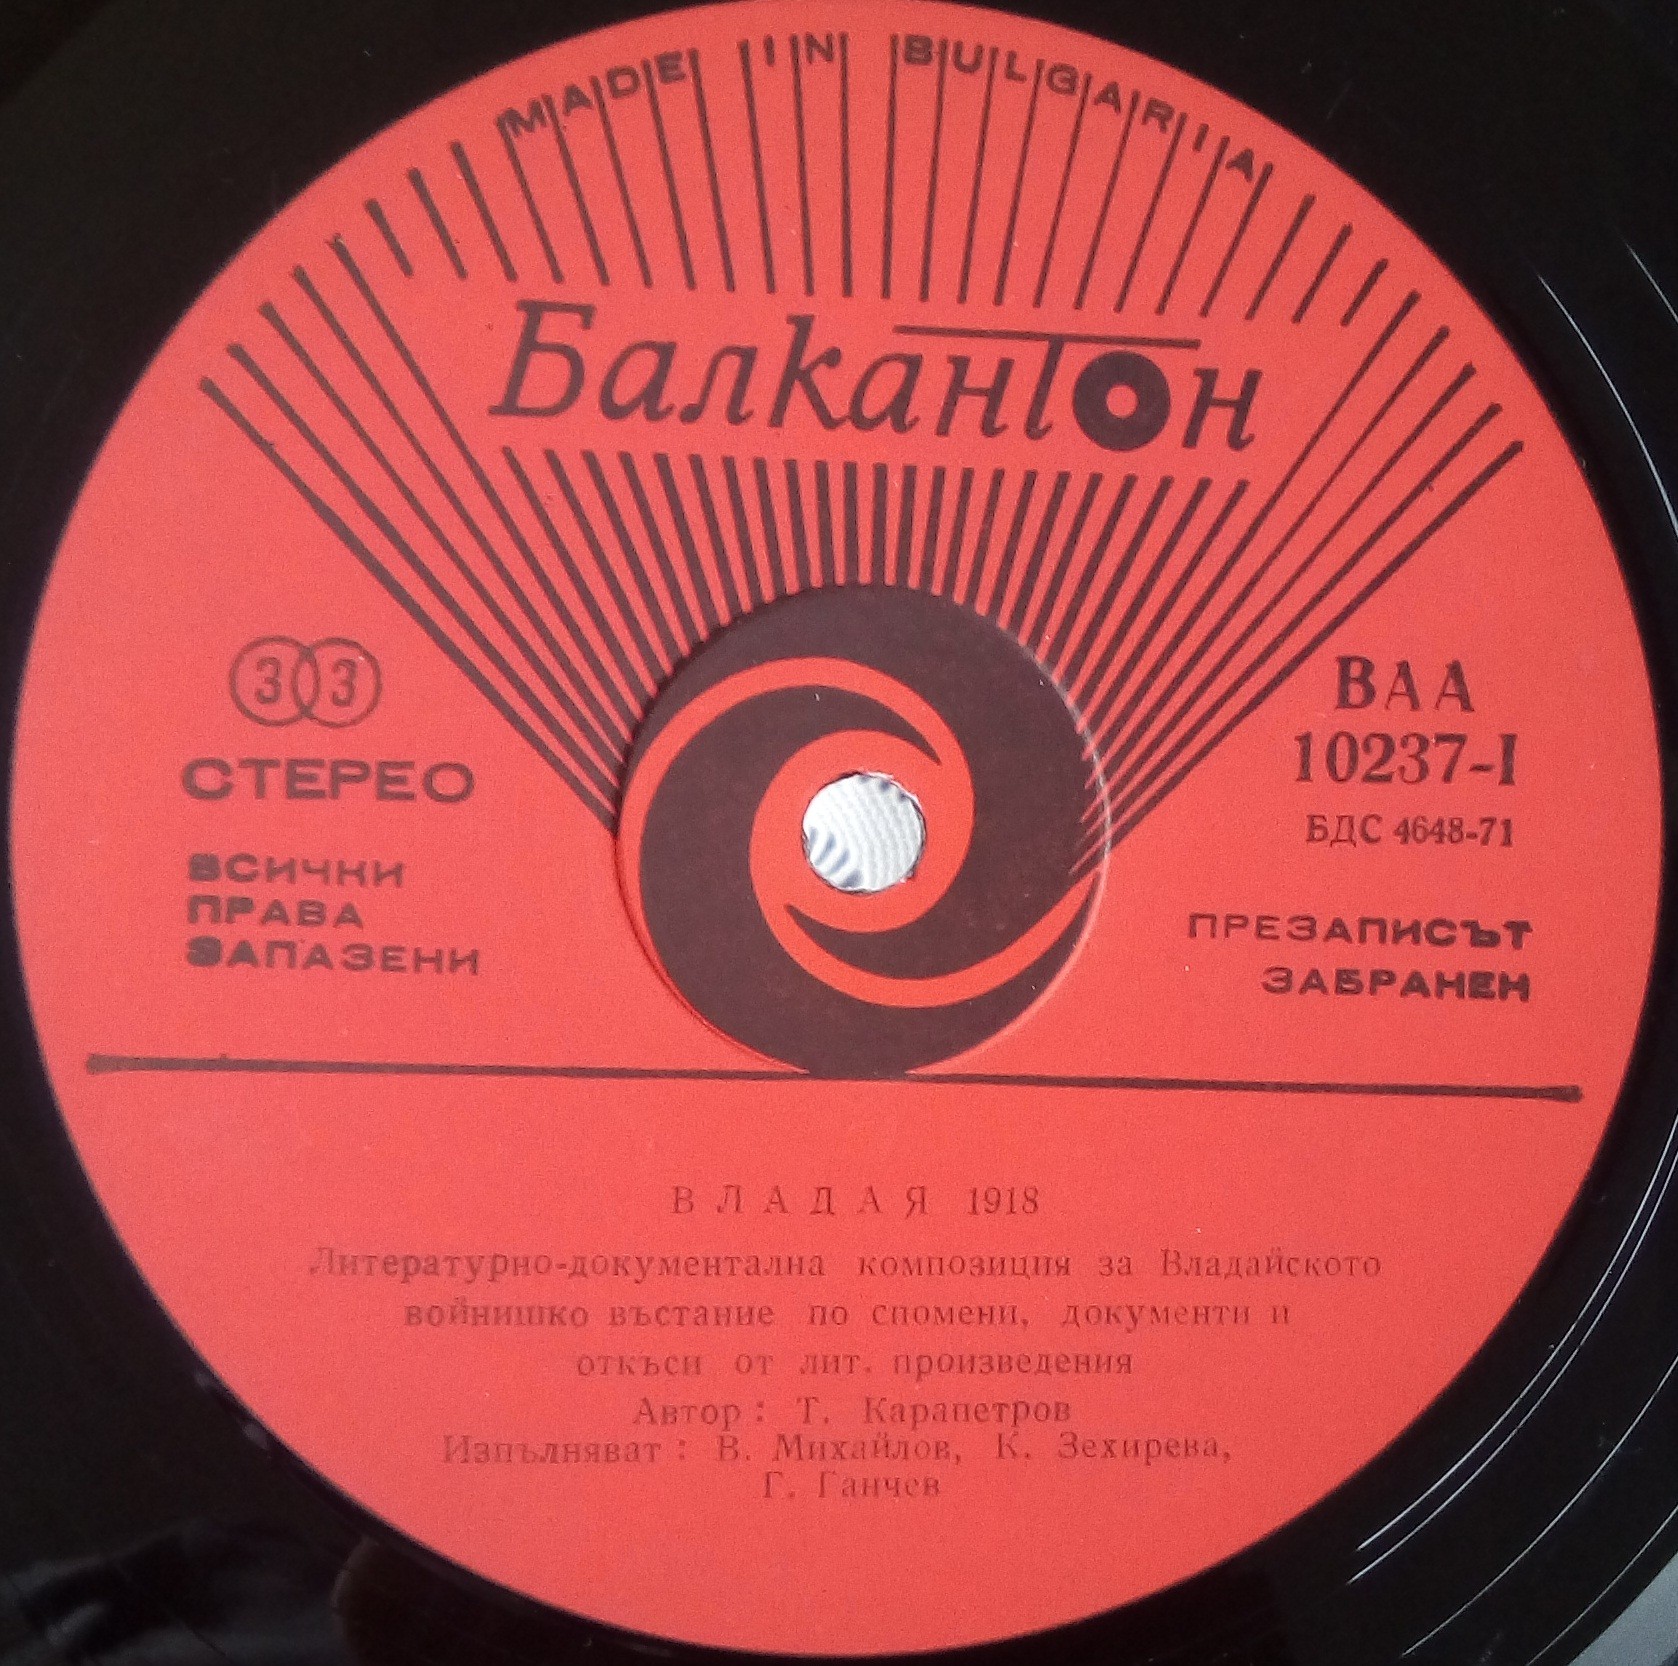 MADE IN BULGARIA
Балкантон
33
СТЕРЕО
ВСИЧКИ
ПРАВА
ЗАПАЗЕНИ
ВАА
10237-I
БДС 4648-71
ПРЕЗАПИСЪТ
ЗАБРАНЕН
ВЛАДАЯ 1918
Литературно-документална композиция за Владайското
войнишко въстание по спомени, документи и
откъси от лит. произведения
Автор : Т. Карапетров
Изпълняват : В. Михайлов, К. Зехирева,
Г. Ганчев